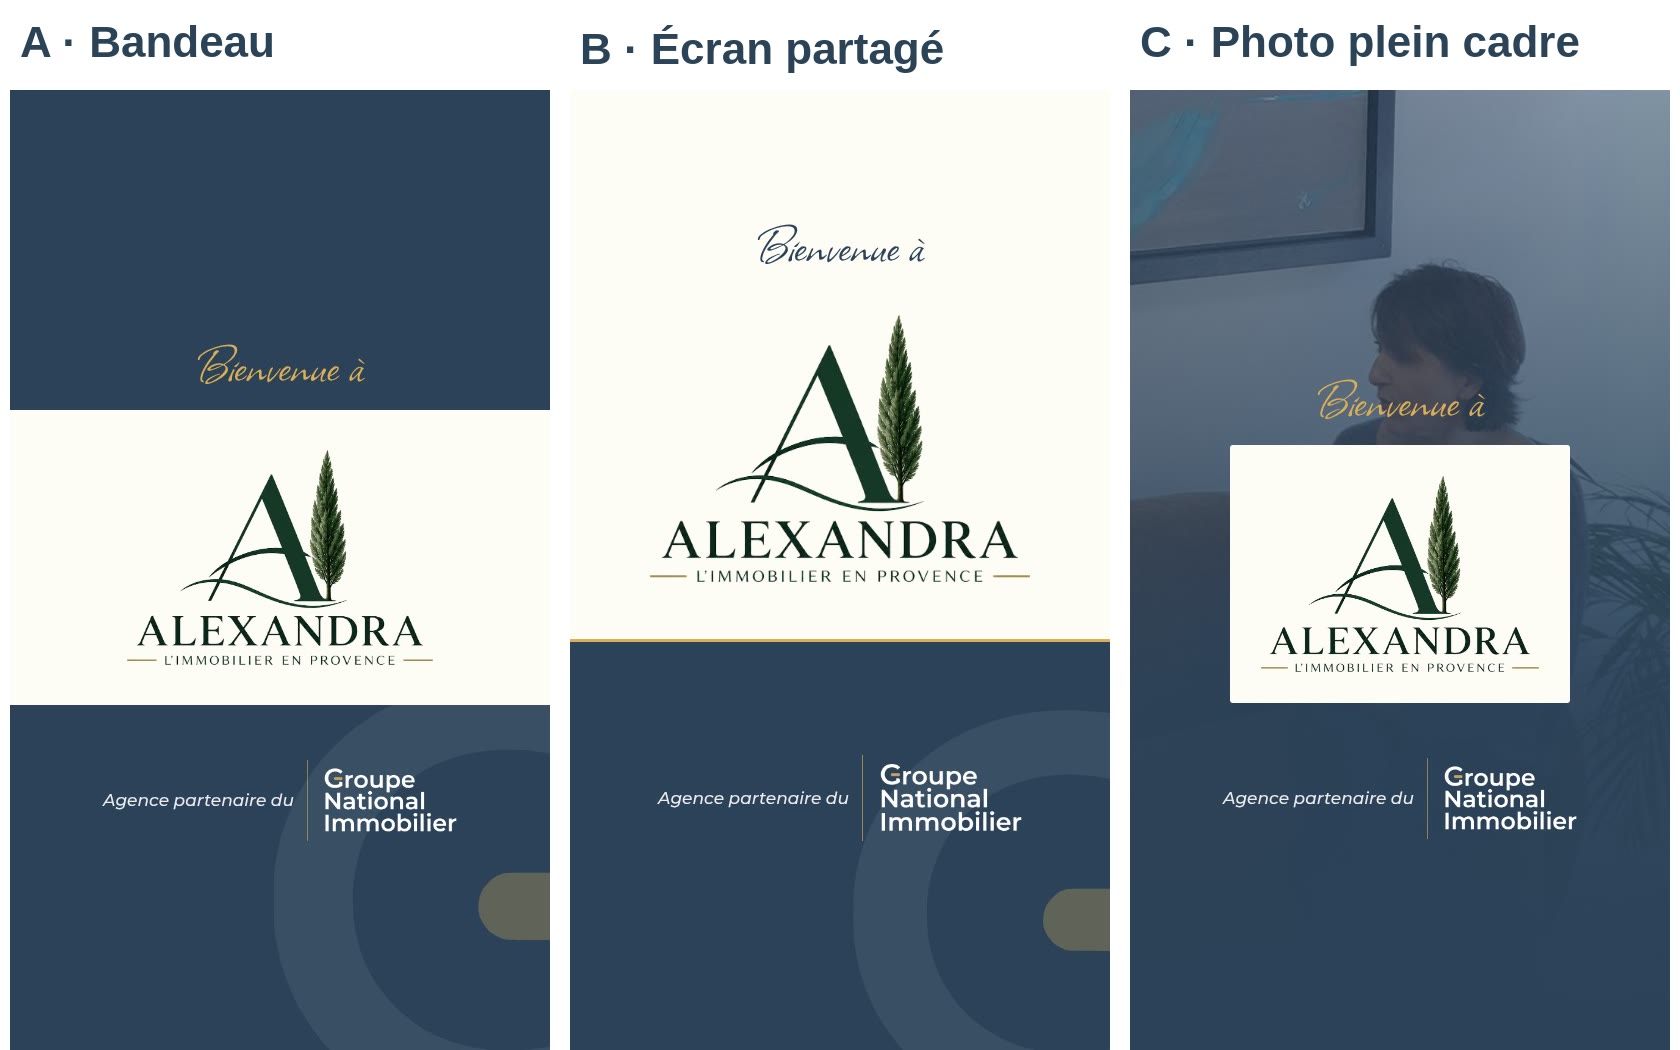 A · Bandeau
Bienvenue à
A
ALEXANDRA
L'IMMOBILIER EN PROVENCE
Agence partenaire du
Groupe
National
Immobilier
B · Écran partagé
Bienvenue à
A
ALEXANDRA
L'IMMOBILIER EN PROVENCE
Agence partenaire du
Groupe
National
Immobilier
C · Photo plein cadre
Bienvenue à
A
ALEXANDRA
L'IMMOBILIER EN PROVENCE
Agence partenaire du
Groupe
National
Immobilier